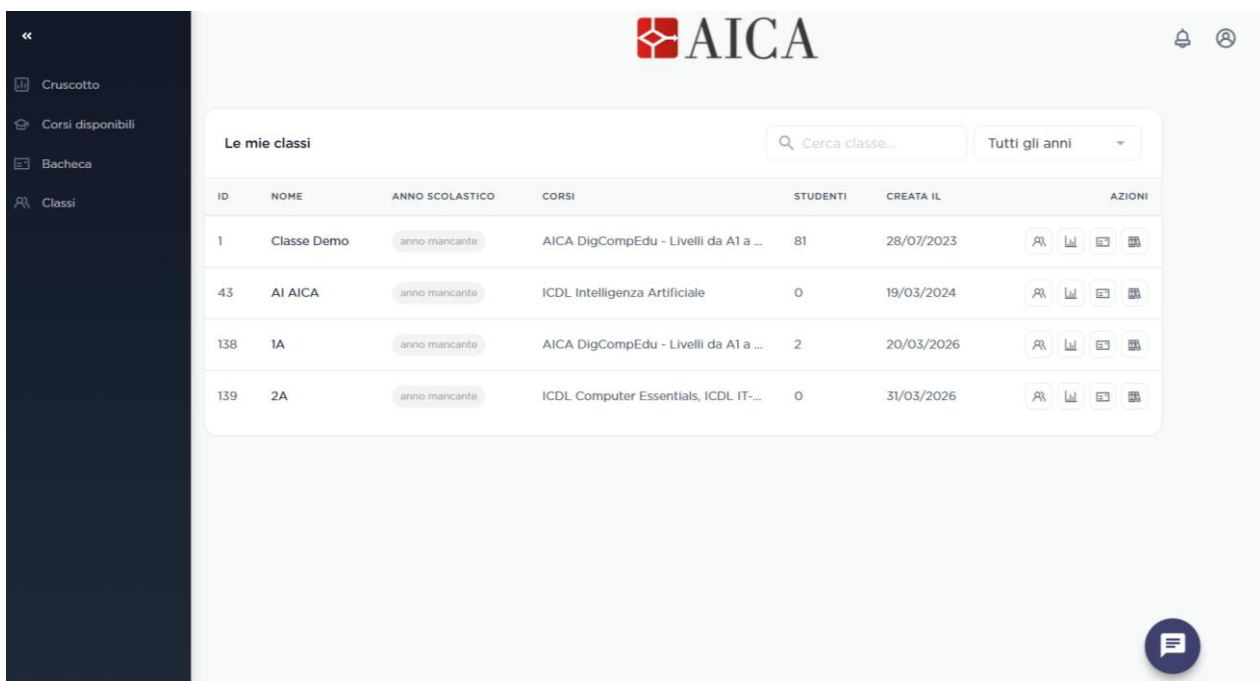 AICA
Cruscotto
Corsi disponibili
Bacheca
Classi
Le mie classi
Cerca classe...
Tutti gli anni
ID NOME ANNO SCOLASTICO CORSI STUDENTI CREATA IL AZIONI
1 Classe Demo anno mancante AICA DigCompEdu - Livelli da A1 a ... 81 28/07/2023
43 AI AICA anno mancante ICDL Intelligenza Artificiale 0 19/03/2024
138 1A anno mancante AICA DigCompEdu - Livelli da A1 a ... 2 20/03/2026
139 2A anno mancante ICDL Computer Essentials, ICDL IT-... 0 31/03/2026